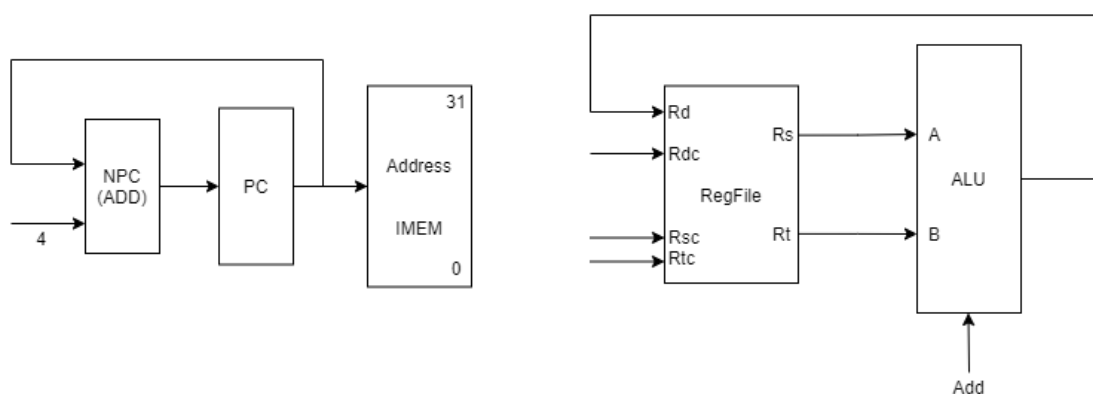 31
Address
NPC
(ADD)
PC
IMEM
4
0
Rd
Rs
A
Rdc
ALU
RegFile
Rsc
Rt
B
Rtc
Add